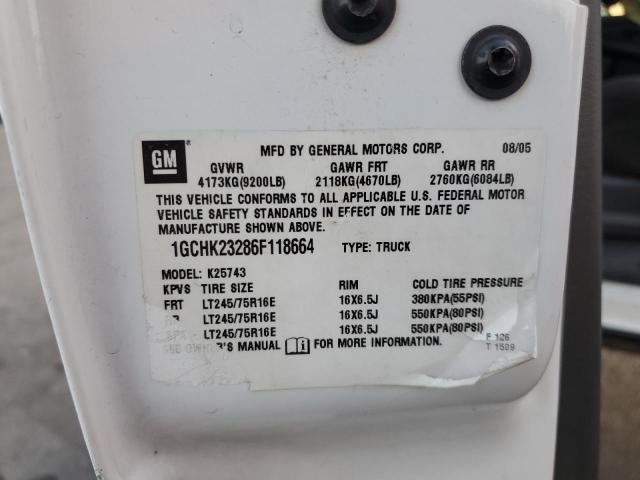 GM
MFD BY GENERAL MOTORS CORP. 08/05
GVWR GAWR FRT GAWR RR
4173KG(9200LB) 2118KG(4670LB) 2760KG(6084LB)
THIS VEHICLE CONFORMS TO ALL APPLICABLE U.S. FEDERAL MOTOR
VEHICLE SAFETY STANDARDS IN EFFECT ON THE DATE OF
MANUFACTURE SHOWN ABOVE.
1GCHK23286F118664 TYPE: TRUCK
MODEL: K25743
KPVS TIRE SIZE RIM COLD TIRE PRESSURE
FRT LT245/75R16E 16X6.5J 380KPA(55PSI)
LT245/75R16E 16X6.5J 550KPA(80PSI)
LT245/75R16E 16X6.5J 550KPA(80PSI)
OWNER'S MANUAL FOR MORE INFORMATION.
F 126
T 1509